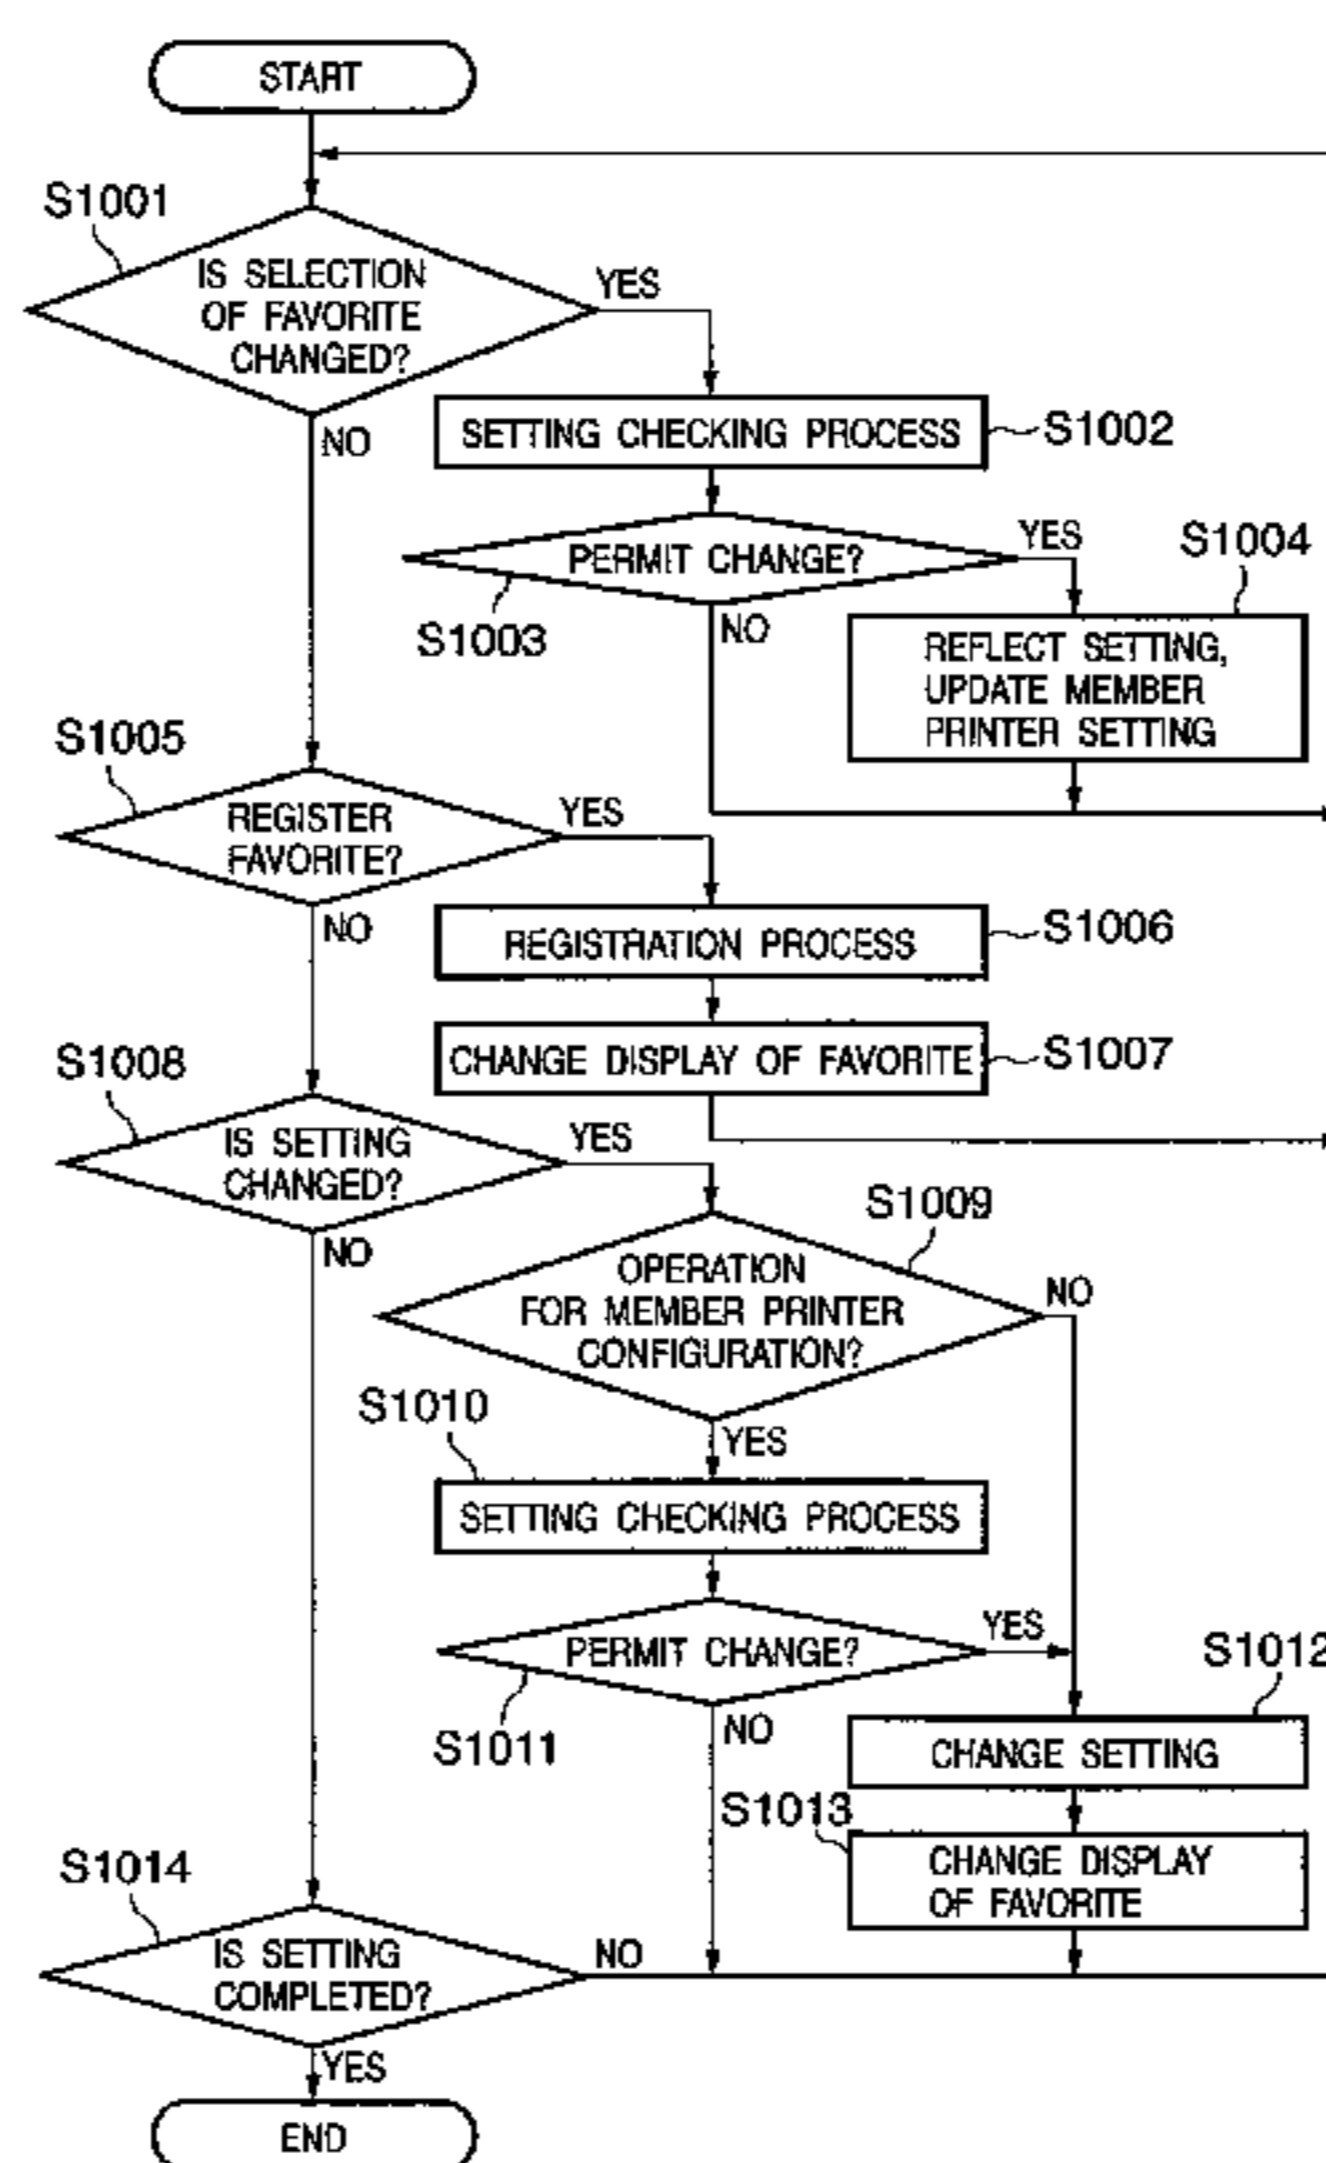 START
S1001
IS SELECTION
OF FAVORITE
CHANGED?
YES
NO
SETTING CHECKING PROCESS
S1002
PERMIT CHANGE?
YES
S1004
S1003
NO
REFLECT SETTING,
UPDATE MEMBER
PRINTER SETTING
S1005
REGISTER
FAVORITE?
YES
NO
REGISTRATION PROCESS
S1006
CHANGE DISPLAY OF FAVORITE
S1007
S1008
IS SETTING
CHANGED?
YES
NO
S1009
OPERATION
FOR MEMBER PRINTER
CONFIGURATION?
NO
YES
S1010
SETTING CHECKING PROCESS
PERMIT CHANGE?
YES
S1011
NO
S1012
CHANGE SETTING
S1013
CHANGE DISPLAY
OF FAVORITE
S1014
IS SETTING
COMPLETED?
NO
YES
END